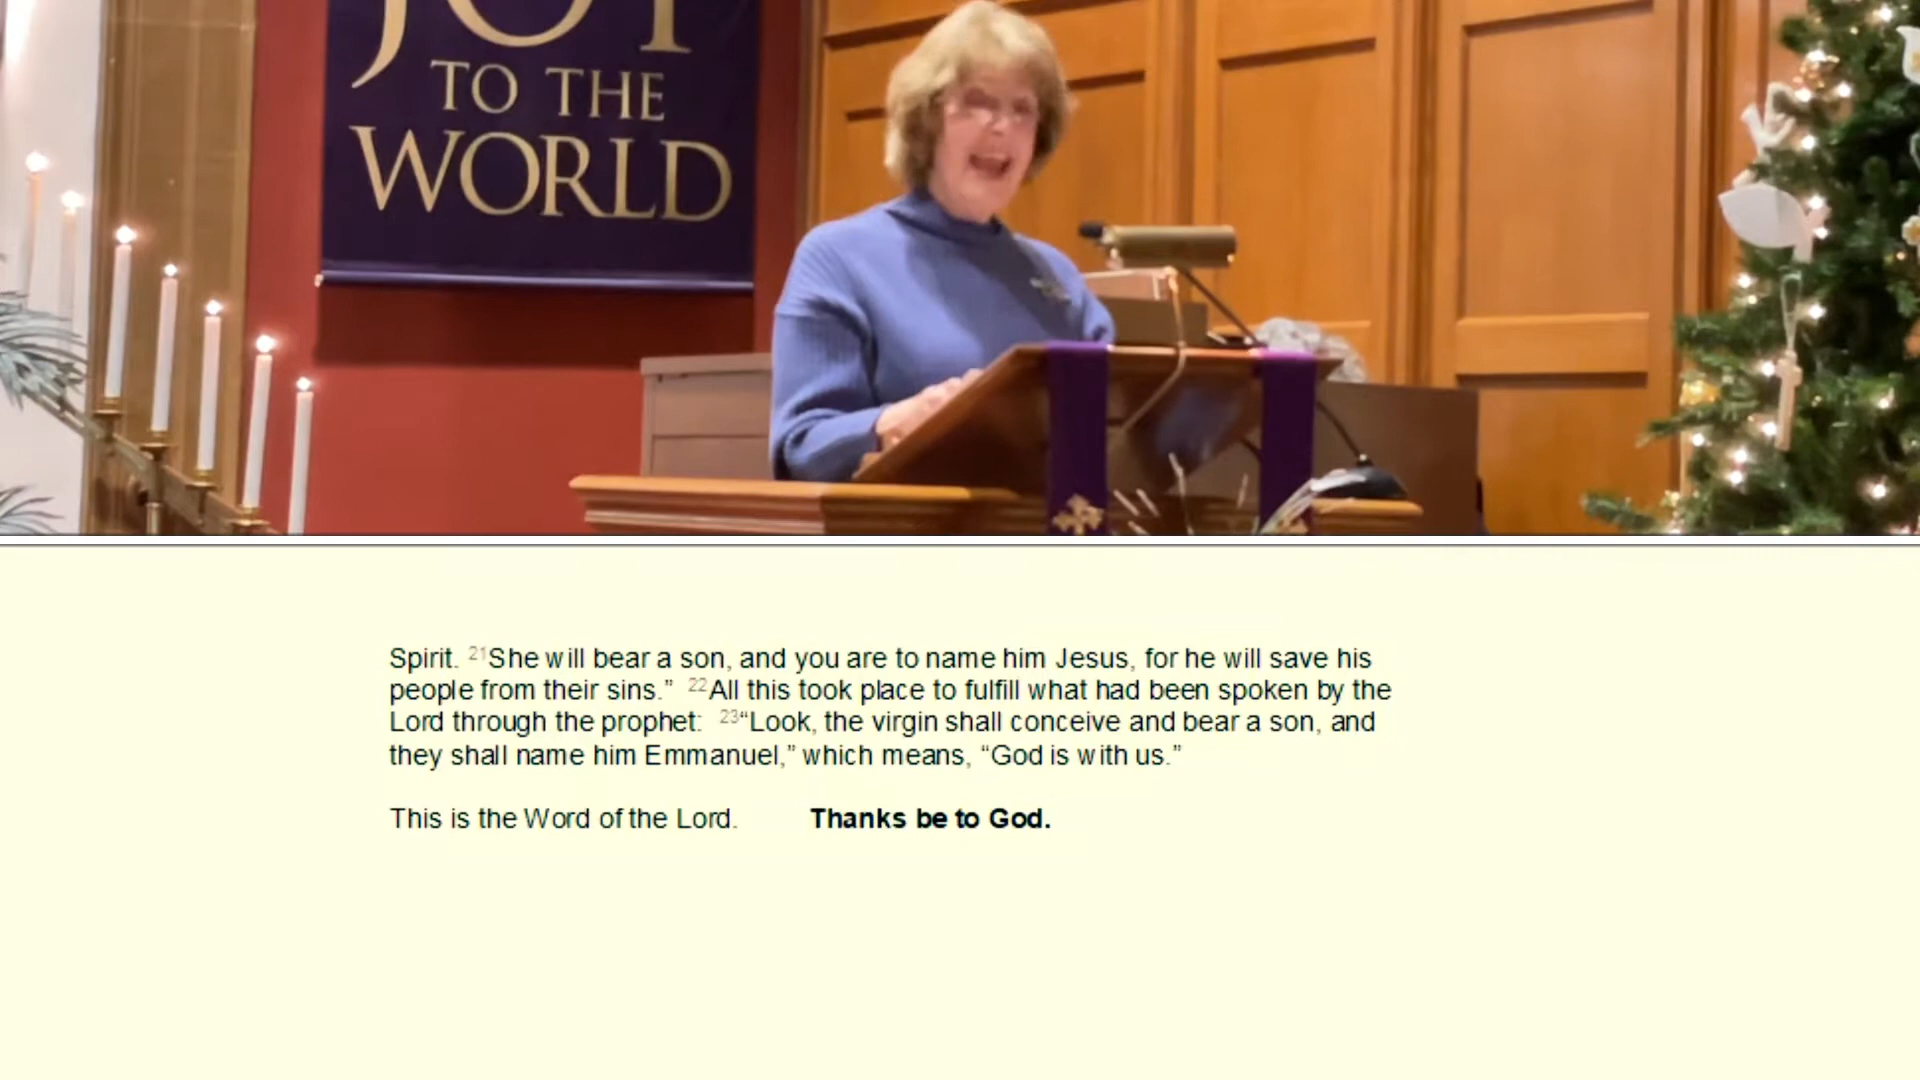 JOY
TO THE
WORLD
Spirit. 21She will bear a son, and you are to name him Jesus, for he will save his
people from their sins.” 22All this took place to fulfill what had been spoken by the
Lord through the prophet: 23“Look, the virgin shall conceive and bear a son, and
they shall name him Emmanuel,” which means, “God is with us.”
This is the Word of the Lord. Thanks be to God.